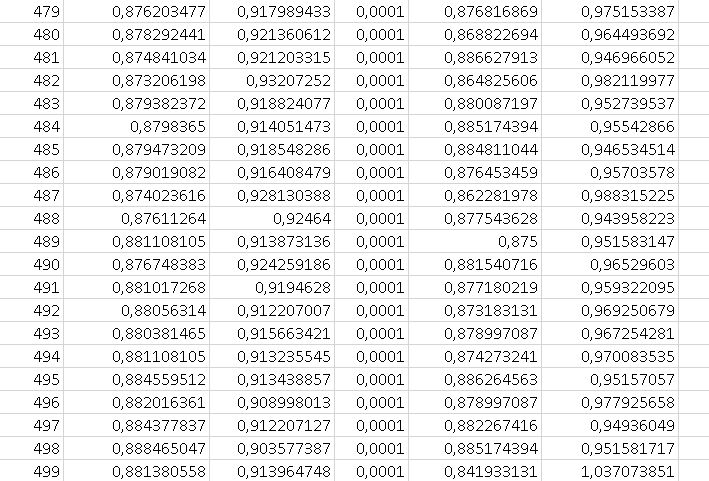 479 0,876203477 0,917989433 0,0001 0,876816869 0,975153387
480 0,878292441 0,921360612 0,0001 0,868822694 0,964493692
481 0,874841034 0,921203315 0,0001 0,886627913 0,946966052
482 0,873206198 0,93207252 0,0001 0,864825606 0,982119977
483 0,879382372 0,918824077 0,0001 0,880087197 0,952739537
484 0,8798365 0,914051473 0,0001 0,885174394 0,95542866
485 0,879473209 0,918548286 0,0001 0,884811044 0,946534514
486 0,879019082 0,916408479 0,0001 0,876453459 0,95703578
487 0,874023616 0,928130388 0,0001 0,862281978 0,988315225
488 0,87611264 0,92464 0,0001 0,877543628 0,943958223
489 0,881108105 0,913873136 0,0001 0,875 0,951583147
490 0,876748383 0,924259186 0,0001 0,881540716 0,96529603
491 0,881017268 0,9194628 0,0001 0,877180219 0,959322095
492 0,88056314 0,912207007 0,0001 0,873183131 0,969250679
493 0,880381465 0,915663421 0,0001 0,878997087 0,967254281
494 0,881108105 0,913235545 0,0001 0,874273241 0,970083535
495 0,884559512 0,913438857 0,0001 0,886264563 0,95157057
496 0,882016361 0,908998013 0,0001 0,878997087 0,977925658
497 0,884377837 0,912207127 0,0001 0,882267416 0,94936049
498 0,888465047 0,903577387 0,0001 0,885174394 0,951581717
499 0,881380558 0,913964748 0,0001 0,841933131 1,037073851